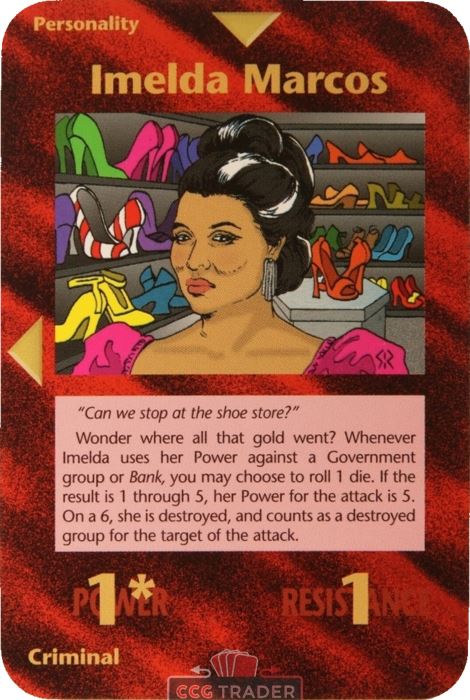 Personality
Imelda Marcos
SR
"Can we stop at the shoe store?"
Wonder where all that gold went? Whenever
Imelda uses her Power against a Government
group or Bank, you may choose to roll 1 die. If the
result is 1 through 5, her Power for the attack is 5.
On a 6, she is destroyed, and counts as a destroyed
group for the target of the attack.
POWER 1* RESISTANCE 1
Criminal
CCG TRADER